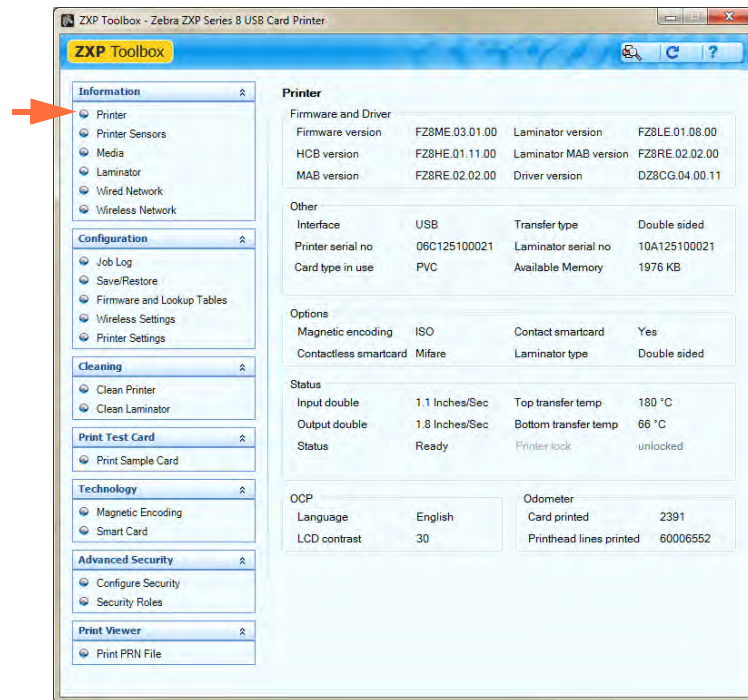 ZXP Toolbox - Zebra ZXP Series 8 USB Card Printer
ZXP Toolbox
Information
Printer
Printer Sensors
Media
Laminator
Wired Network
Wireless Network
Configuration
Job Log
Save/Restore
Firmware and Lookup Tables
Wireless Settings
Printer Settings
Cleaning
Clean Printer
Clean Laminator
Print Test Card
Print Sample Card
Technology
Magnetic Encoding
Smart Card
Advanced Security
Configure Security
Security Roles
Print Viewer
Print PRN File
Printer
Firmware and Driver
Firmware version FZ8ME.03.01.00 Laminator version FZ8LE.01.08.00
HCB version FZ8HE.01.11.00 Laminator MAB version FZ8RE.02.02.00
MAB version FZ8RE.02.02.00 Driver version DZ8CG.04.00.11
Other
Interface USB Transfer type Double sided
Printer serial no 06C125100021 Laminator serial no 10A125100021
Card type in use PVC Available Memory 1976 KB
Options
Magnetic encoding ISO Contact smartcard Yes
Contactless smartcard Mifare Laminator type Double sided
Status
Input double 1.1 Inches/Sec Top transfer temp 180 °C
Output double 1.8 Inches/Sec Bottom transfer temp 66 °C
Status Ready Printer lock unlocked
OCP
Language English
LCD contrast 30
Odometer
Card printed 2391
Printhead lines printed 60006552